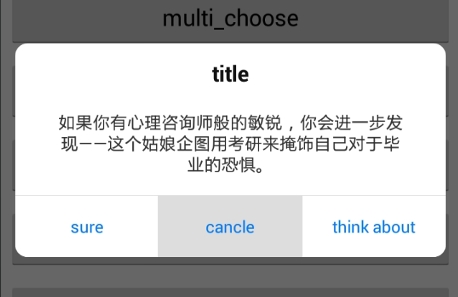 multi_choose
title
如果你有心理咨询师般的敏锐，你会进一步发
现——这个姑娘企图用考研来掩饰自己对于毕
业的恐惧。
sure
cancle
think about